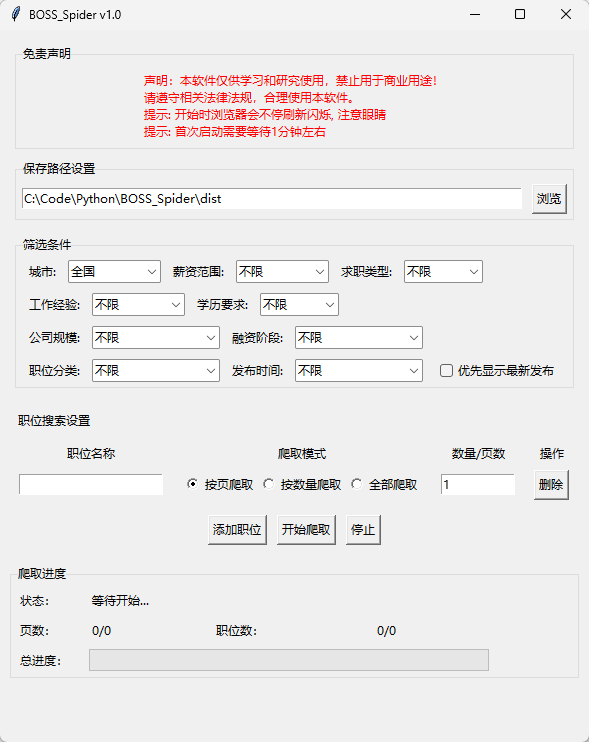 BOSS_Spider v1.0
免责声明
声明：本软件仅供学习和研究使用，禁止用于商业用途！
请遵守相关法律法规，合理使用本软件。
提示: 开始时浏览器会不停刷新闪烁, 注意眼睛
提示: 首次启动需要等待1分钟左右
保存路径设置
C:\Code\Python\BOSS_Spider\dist 浏览
筛选条件
城市: 全国 薪资范围: 不限 求职类型: 不限
工作经验: 不限 学历要求: 不限
公司规模: 不限 融资阶段: 不限
职位分类: 不限 发布时间: 不限 优先显示最新发布
职位搜索设置
职位名称 爬取模式 数量/页数 操作
按页爬取 按数量爬取 全部爬取 1 删除
添加职位 开始爬取 停止
爬取进度
状态： 等待开始...
页数： 0/0 职位数： 0/0
总进度：